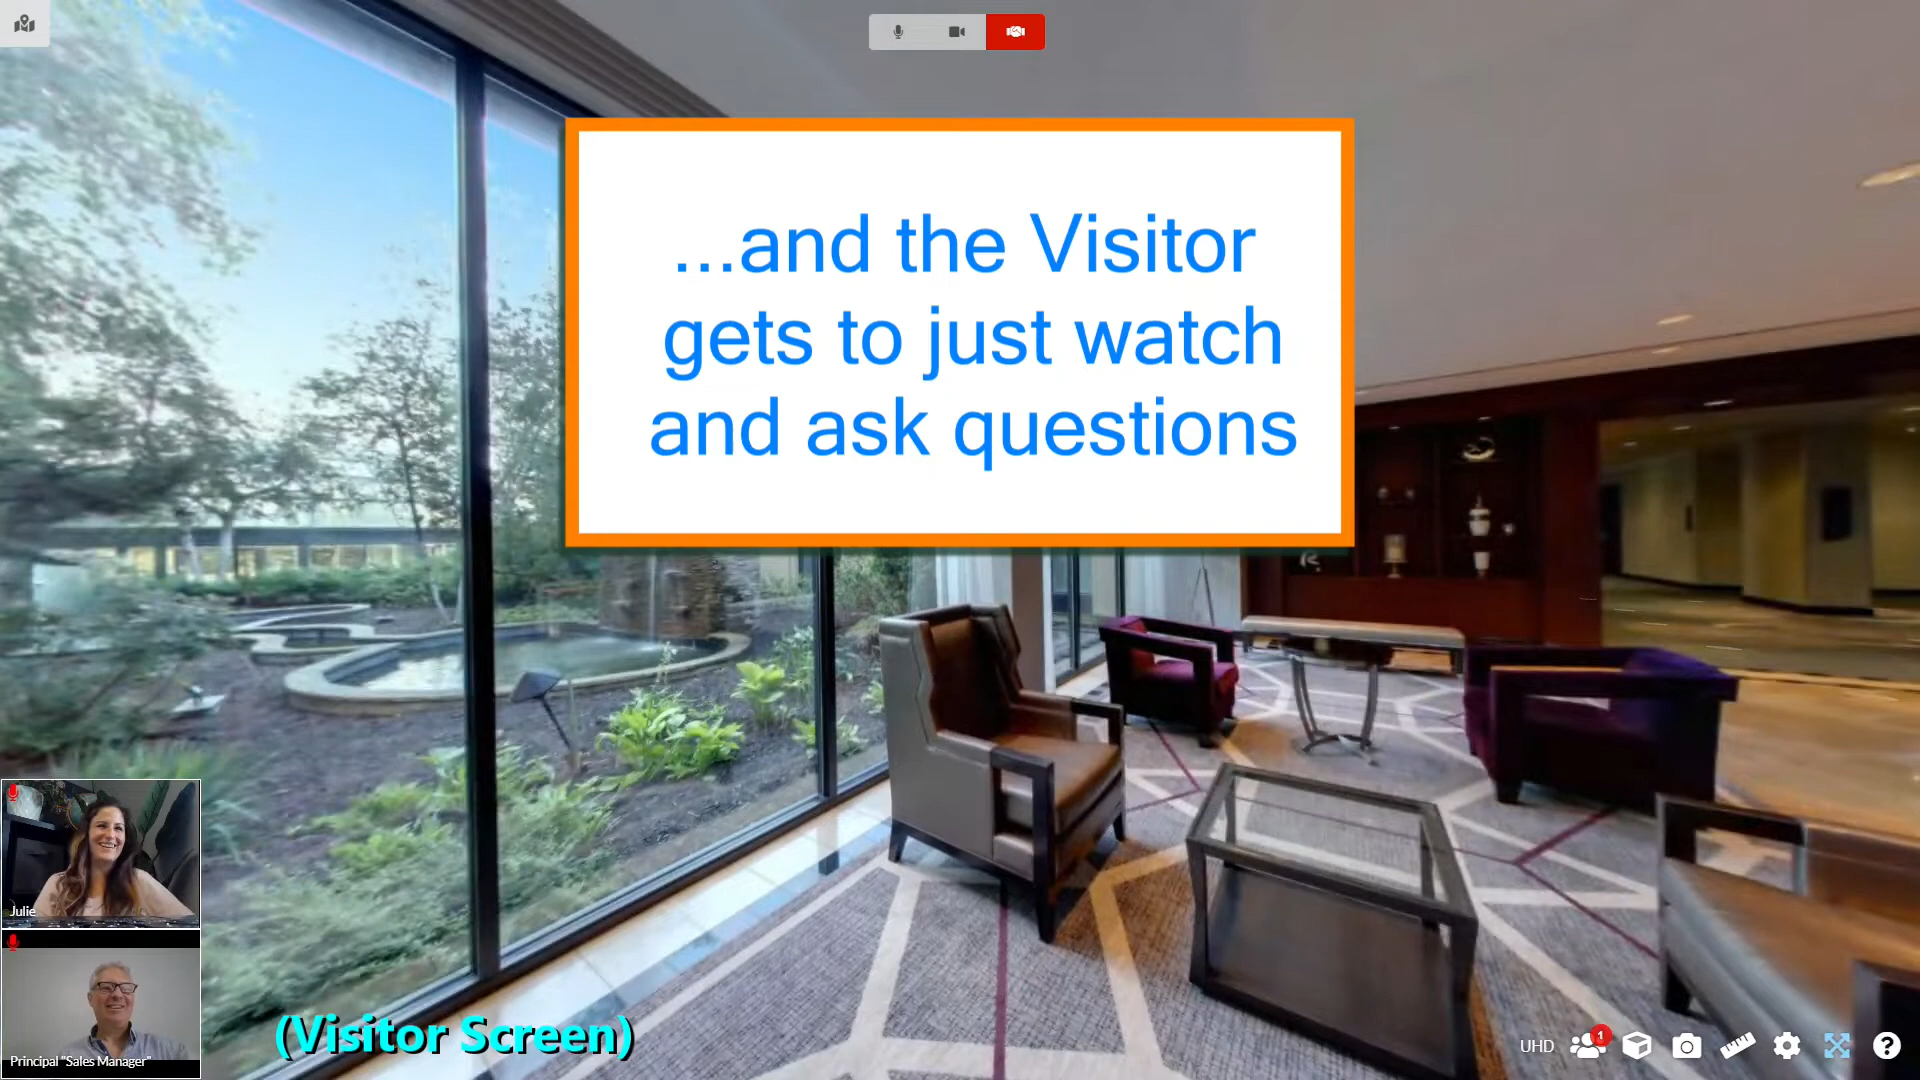 ...and the Visitor
gets to just watch
and ask questions
Julie
Principal "Sales Manager"
(Visitor Screen)
UHD
1
?